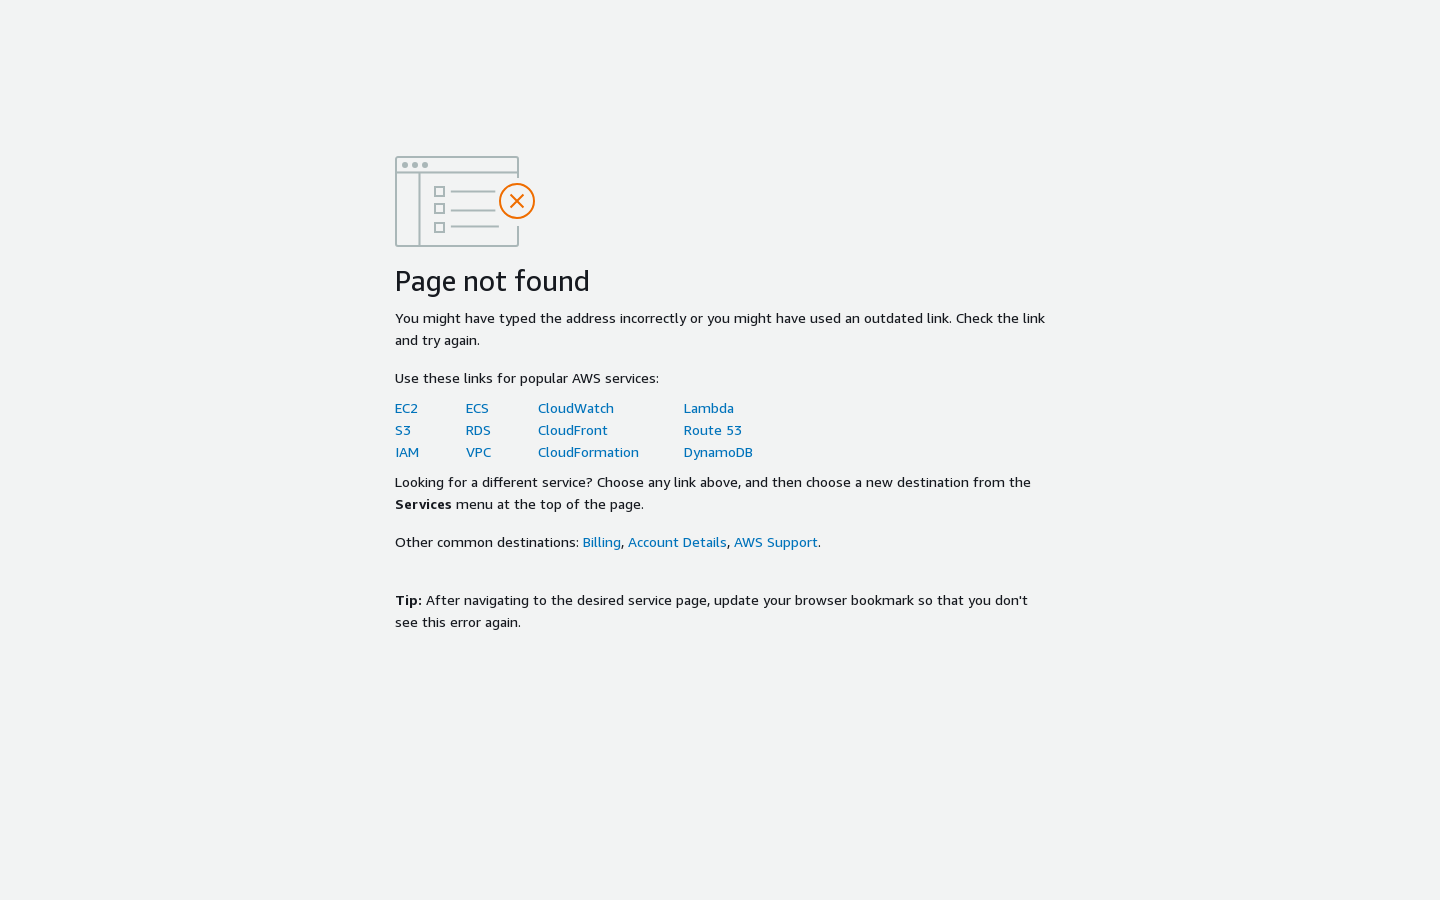 Page not found
You might have typed the address incorrectly or you might have used an outdated link. Check the link
and try again.
Use these links for popular AWS services:
EC2 ECS CloudWatch Lambda
S3 RDS CloudFront Route 53
IAM VPC CloudFormation DynamoDB
Looking for a different service? Choose any link above, and then choose a new destination from the
Services menu at the top of the page.
Other common destinations: Billing, Account Details, AWS Support.
Tip: After navigating to the desired service page, update your browser bookmark so that you don't
see this error again.